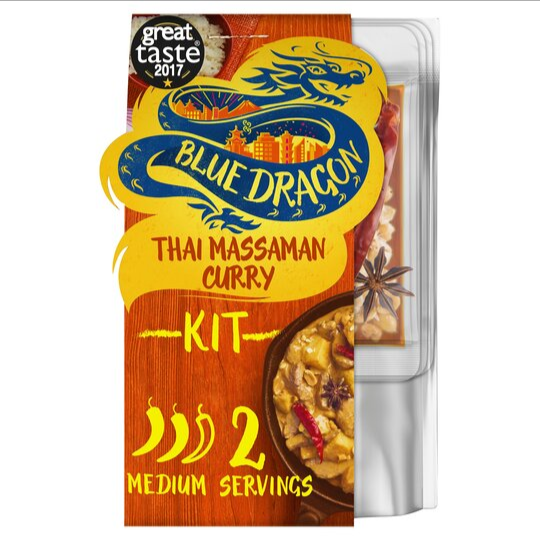 great
taste®
2017
BLUE DRAGON
THAI MASSAMAN
CURRY
KIT
2
MEDIUM SERVINGS